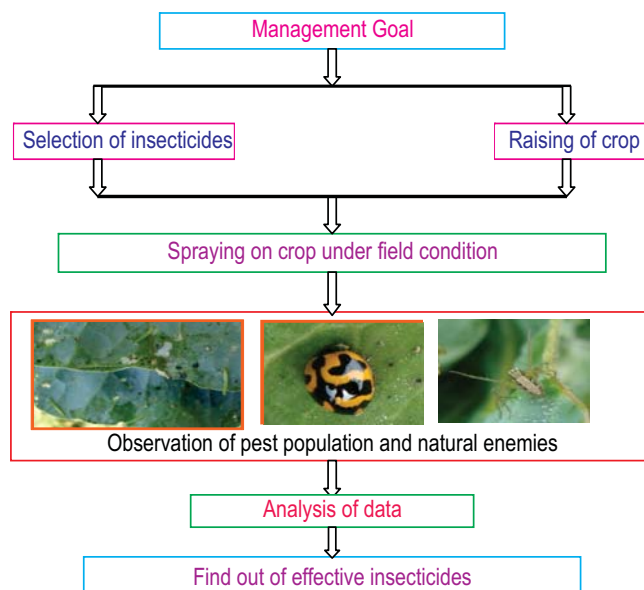 Management Goal
Selection of insecticides
Raising of crop
Spraying on crop under field condition
Observation of pest population and natural enemies
Analysis of data
Find out of effective insecticides